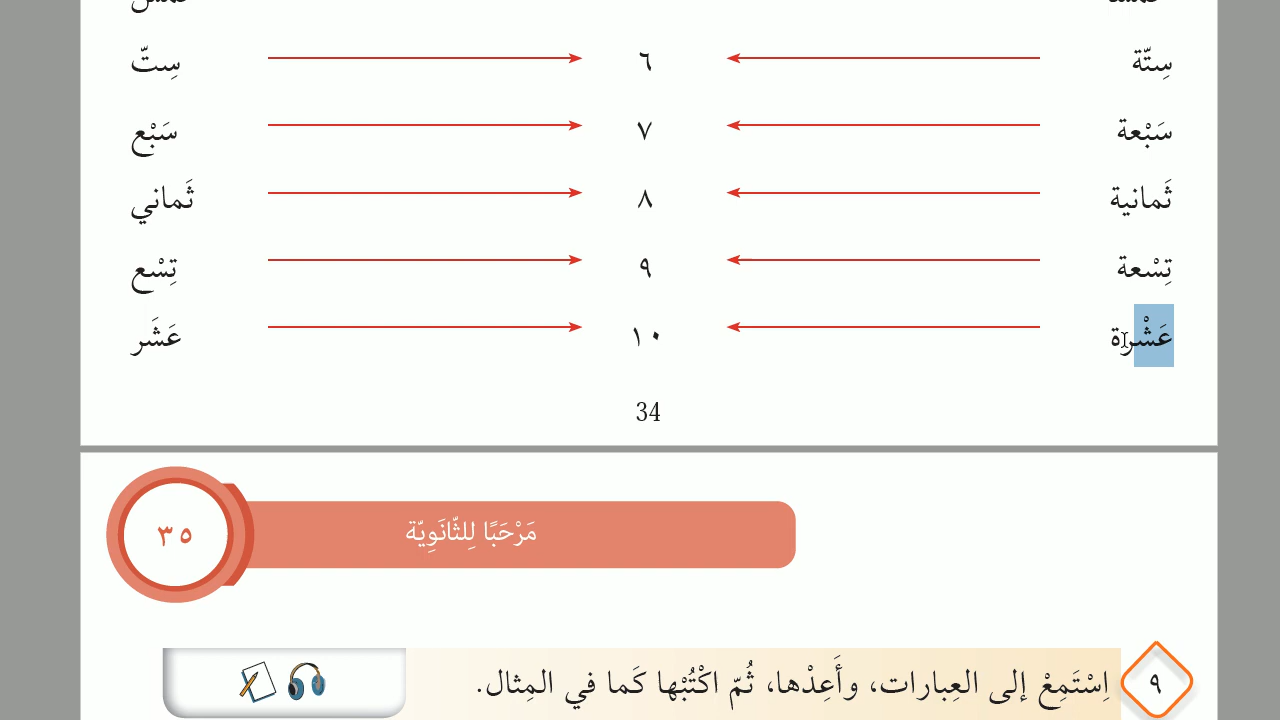 سِتّة ٦ سِتّ
سَبْعة ٧ سَبْع
ثَمانية ٨ ثَماني
تِسْعة ٩ تِسْع
عَشْرة ١٠ عَشَر
34
مَرْحَبًا لِلثّانَوِيّة ٣٥
٩ اِسْتَمِعْ إلى العِبارات، وأَعِدْها، ثُمّ اكْتُبْها كَما في المِثال.